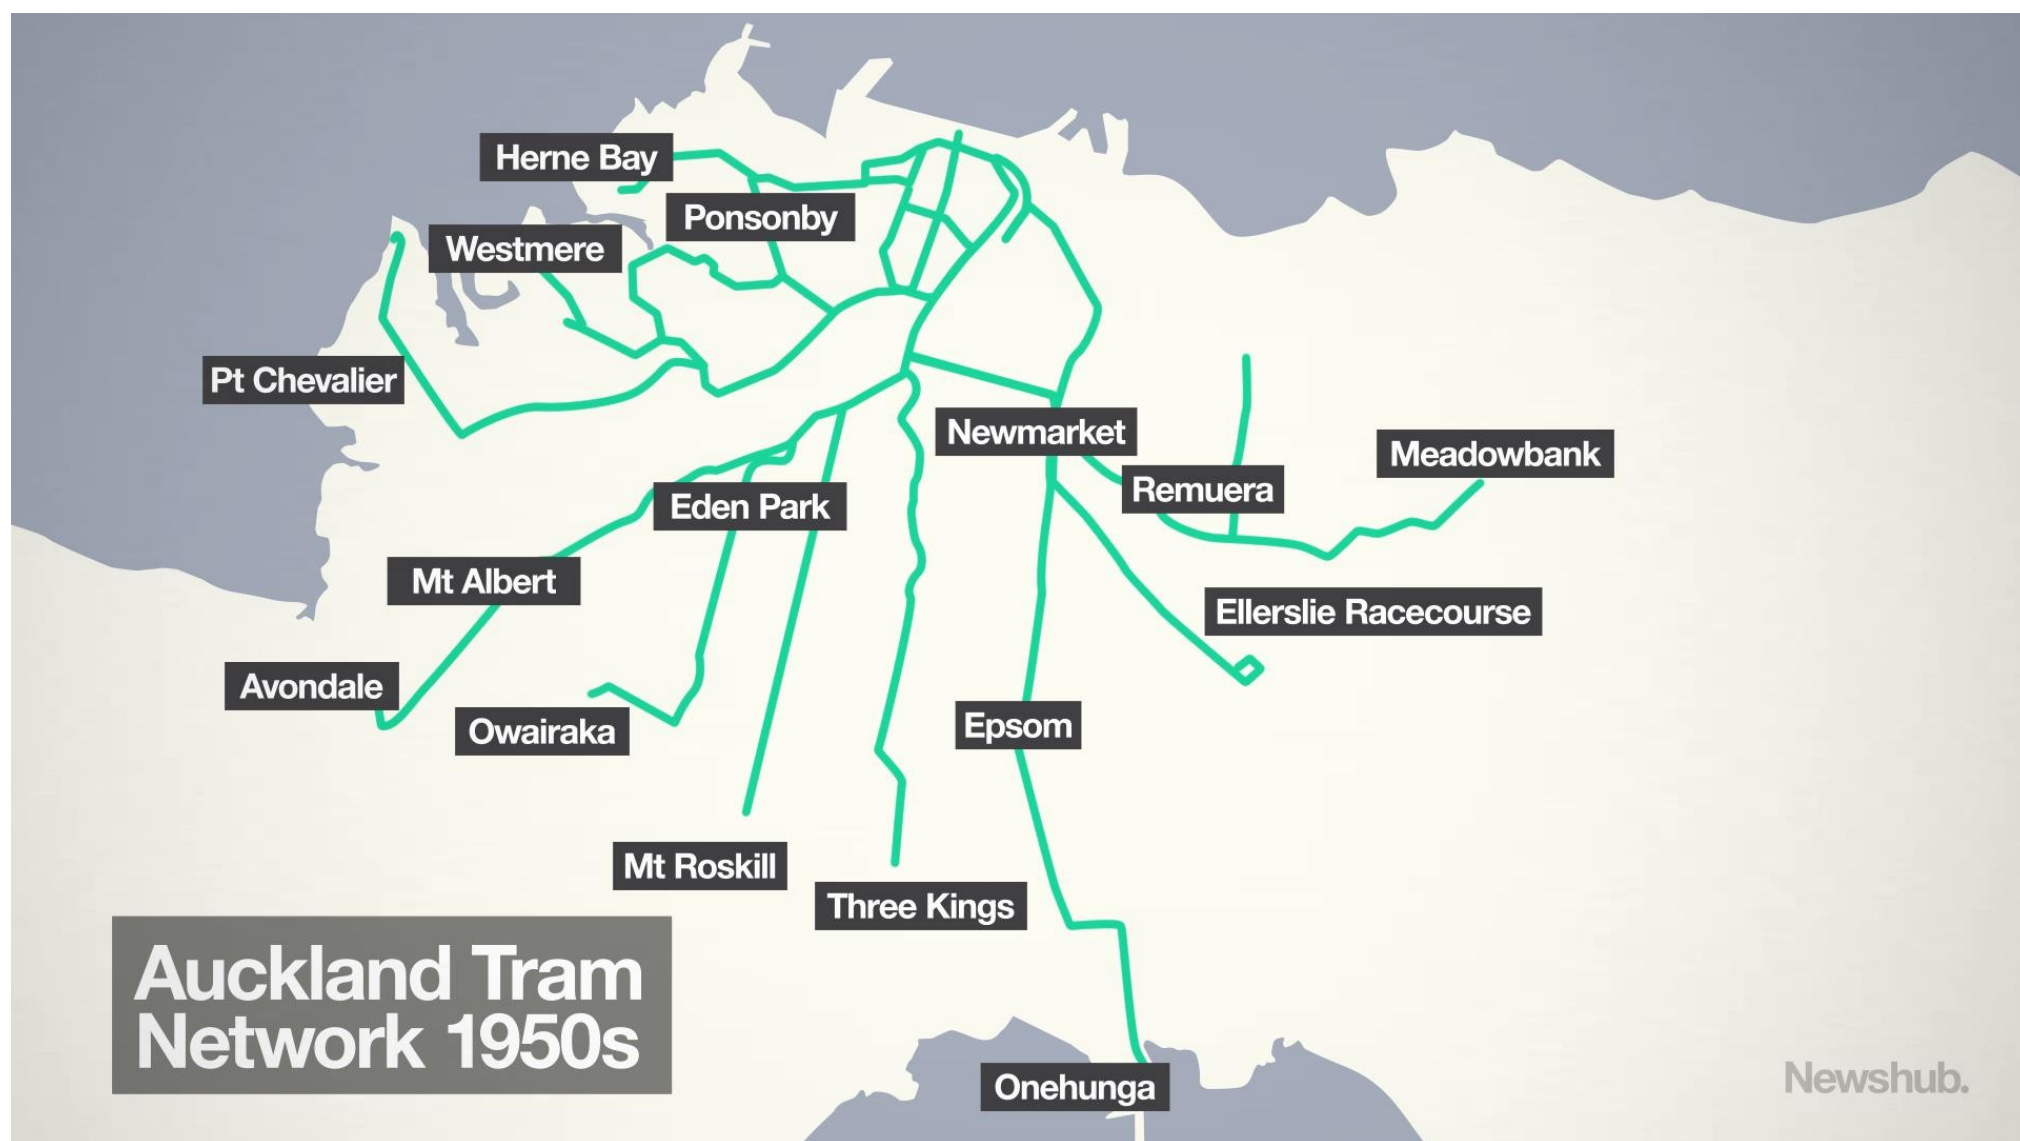 Herne Bay
Ponsonby
Westmere
Pt Chevalier
Newmarket
Meadowbank
Remuera
Eden Park
Mt Albert
Ellerslie Racecourse
Avondale
Owairaka
Epsom
Mt Roskill
Three Kings
Auckland Tram
Network 1950s
Onehunga
Newshub.